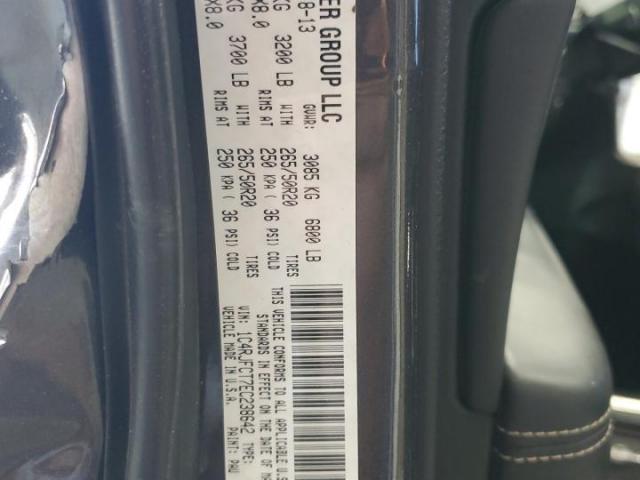 ER GROUP LLC
8-13 GVWR: 3085 KG 6800 LB
KG 3200 LB WITH 265/50R20 TIRES
X8.0 RIMS AT 250 KPA ( 36 PSI) COLD
KG 3700 LB WITH 265/50R20 TIRES
X8.0 RIMS AT 250 KPA ( 36 PSI) COLD
THIS VEHICLE CONFORMS TO ALL APPLICABLE U.S
STANDARDS IN EFFECT ON THE DATE OF MA
VIN: 1C4RJFCT7EC238642 TYPE:
VEHICLE MADE IN U.S.A. PAINT: PAU